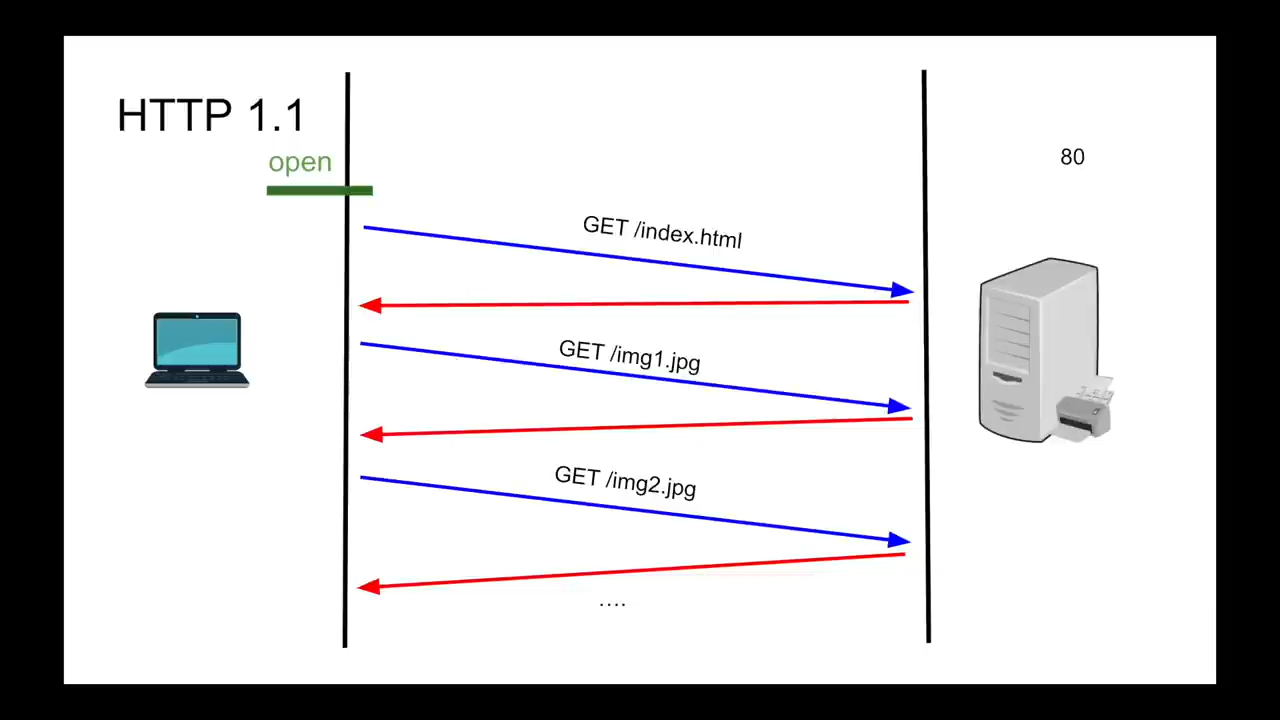 HTTP 1.1
open
80
GET /index.html
GET /img1.jpg
GET /img2.jpg
....